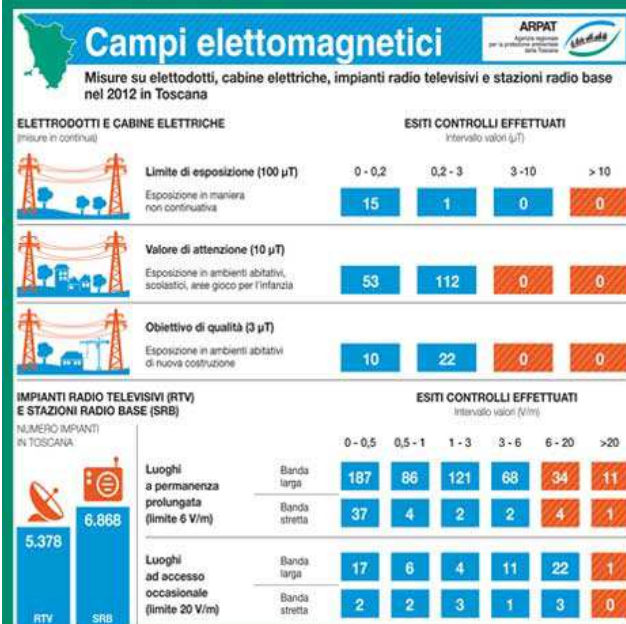 Campi elettomagnetici
ARPAT
Agenzia regionale
per la protezione ambientale
della Toscana
Misure su elettodotti, cabine elettriche, impianti radio televisivi e stazioni radio base
nel 2012 in Toscana
ELETTRODOTTI E CABINE ELETTRICHE
(misure in continua)
ESITI CONTROLLI EFFETTUATI
Intervallo valori (µT)
Limite di esposizione (100 µT)
0 - 0,2 0,2 - 3 3 -10 > 10
Esposizione in maniera
non continuativa
15 1 0 0
Valore di attenzione (10 µT)
Esposizione in ambienti abitativi,
scolastici, aree gioco per l'infanzia
53 112 0 0
Obiettivo di qualità (3 µT)
Esposizione in ambienti abitativi
di nuova costruzione
10 22 0 0
IMPIANTI RADIO TELEVISIVI (RTV)
E STAZIONI RADIO BASE (SRB)
ESITI CONTROLLI EFFETTUATI
Intervallo valori (V/m)
NUMERO IMPIANTI
IN TOSCANA
5.378
RTV
6.868
SRB
0 - 0,5 0,5 - 1 1 - 3 3 - 6 6 - 20 >20
Luoghi
a permanenza
prolungata
(limite 6 V/m)
Banda
larga
187 86 121 68 34 11
Banda
stretta
37 4 2 2 4 1
Luoghi
ad accesso
occasionale
(limite 20 V/m)
Banda
larga
17 6 4 11 22 1
Banda
stretta
2 2 3 1 3 0